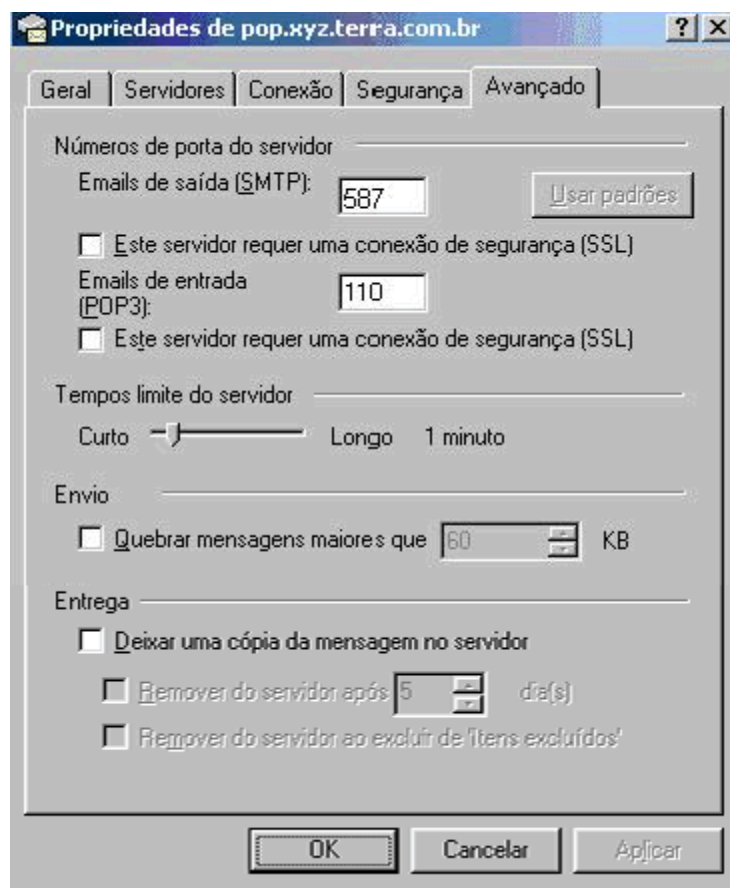 Propriedades de pop.xyz.terra.com.br
Geral Servidores Conexão Segurança Avançado
Números de porta do servidor
Emails de saída (SMTP): 587 Usar padrões
Este servidor requer uma conexão de segurança (SSL)
Emails de entrada
(POP3): 110
Este servidor requer uma conexão de segurança (SSL)
Tempos limite do servidor
Curto Longo 1 minuto
Envio
Quebrar mensagens maiores que 60 KB
Entrega
Deixar uma cópia da mensagem no servidor
Remover do servidor após 5 dia(s)
Remover do servidor ao excluir de 'Itens excluídos'
OK Cancelar Aplicar